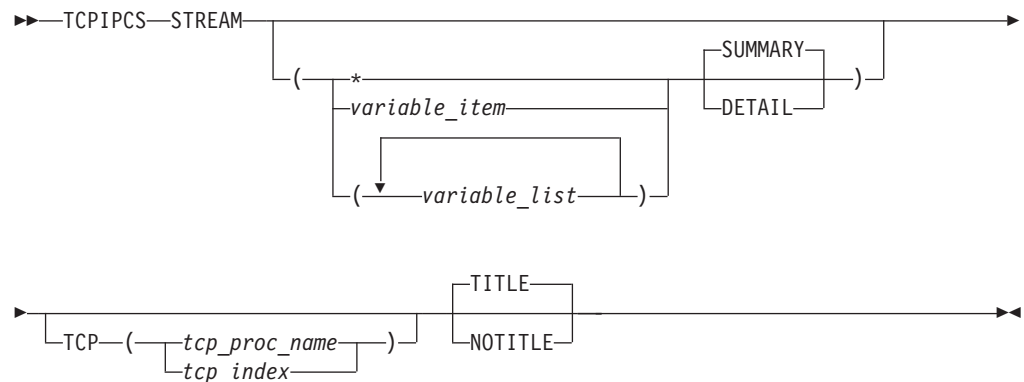 TCPIPCS STREAM
SUMMARY
( * )
variable_item DETAIL
( variable_list )
TITLE
TCP ( tcp_proc_name ) NOTITLE
tcp_index